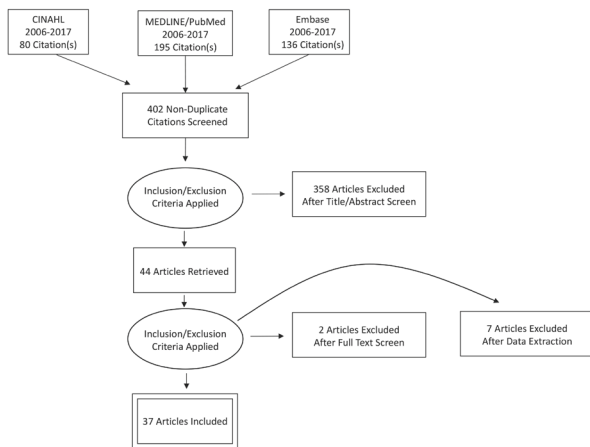 CINAHL
2006-2017
80 Citation(s)
MEDLINE/PubMed
2006-2017
195 Citation(s)
Embase
2006-2017
136 Citation(s)
402 Non-Duplicate
Citations Screened
Inclusion/Exclusion
Criteria Applied
358 Articles Excluded
After Title/Abstract Screen
44 Articles Retrieved
Inclusion/Exclusion
Criteria Applied
2 Articles Excluded
After Full Text Screen
7 Articles Excluded
After Data Extraction
37 Articles Included